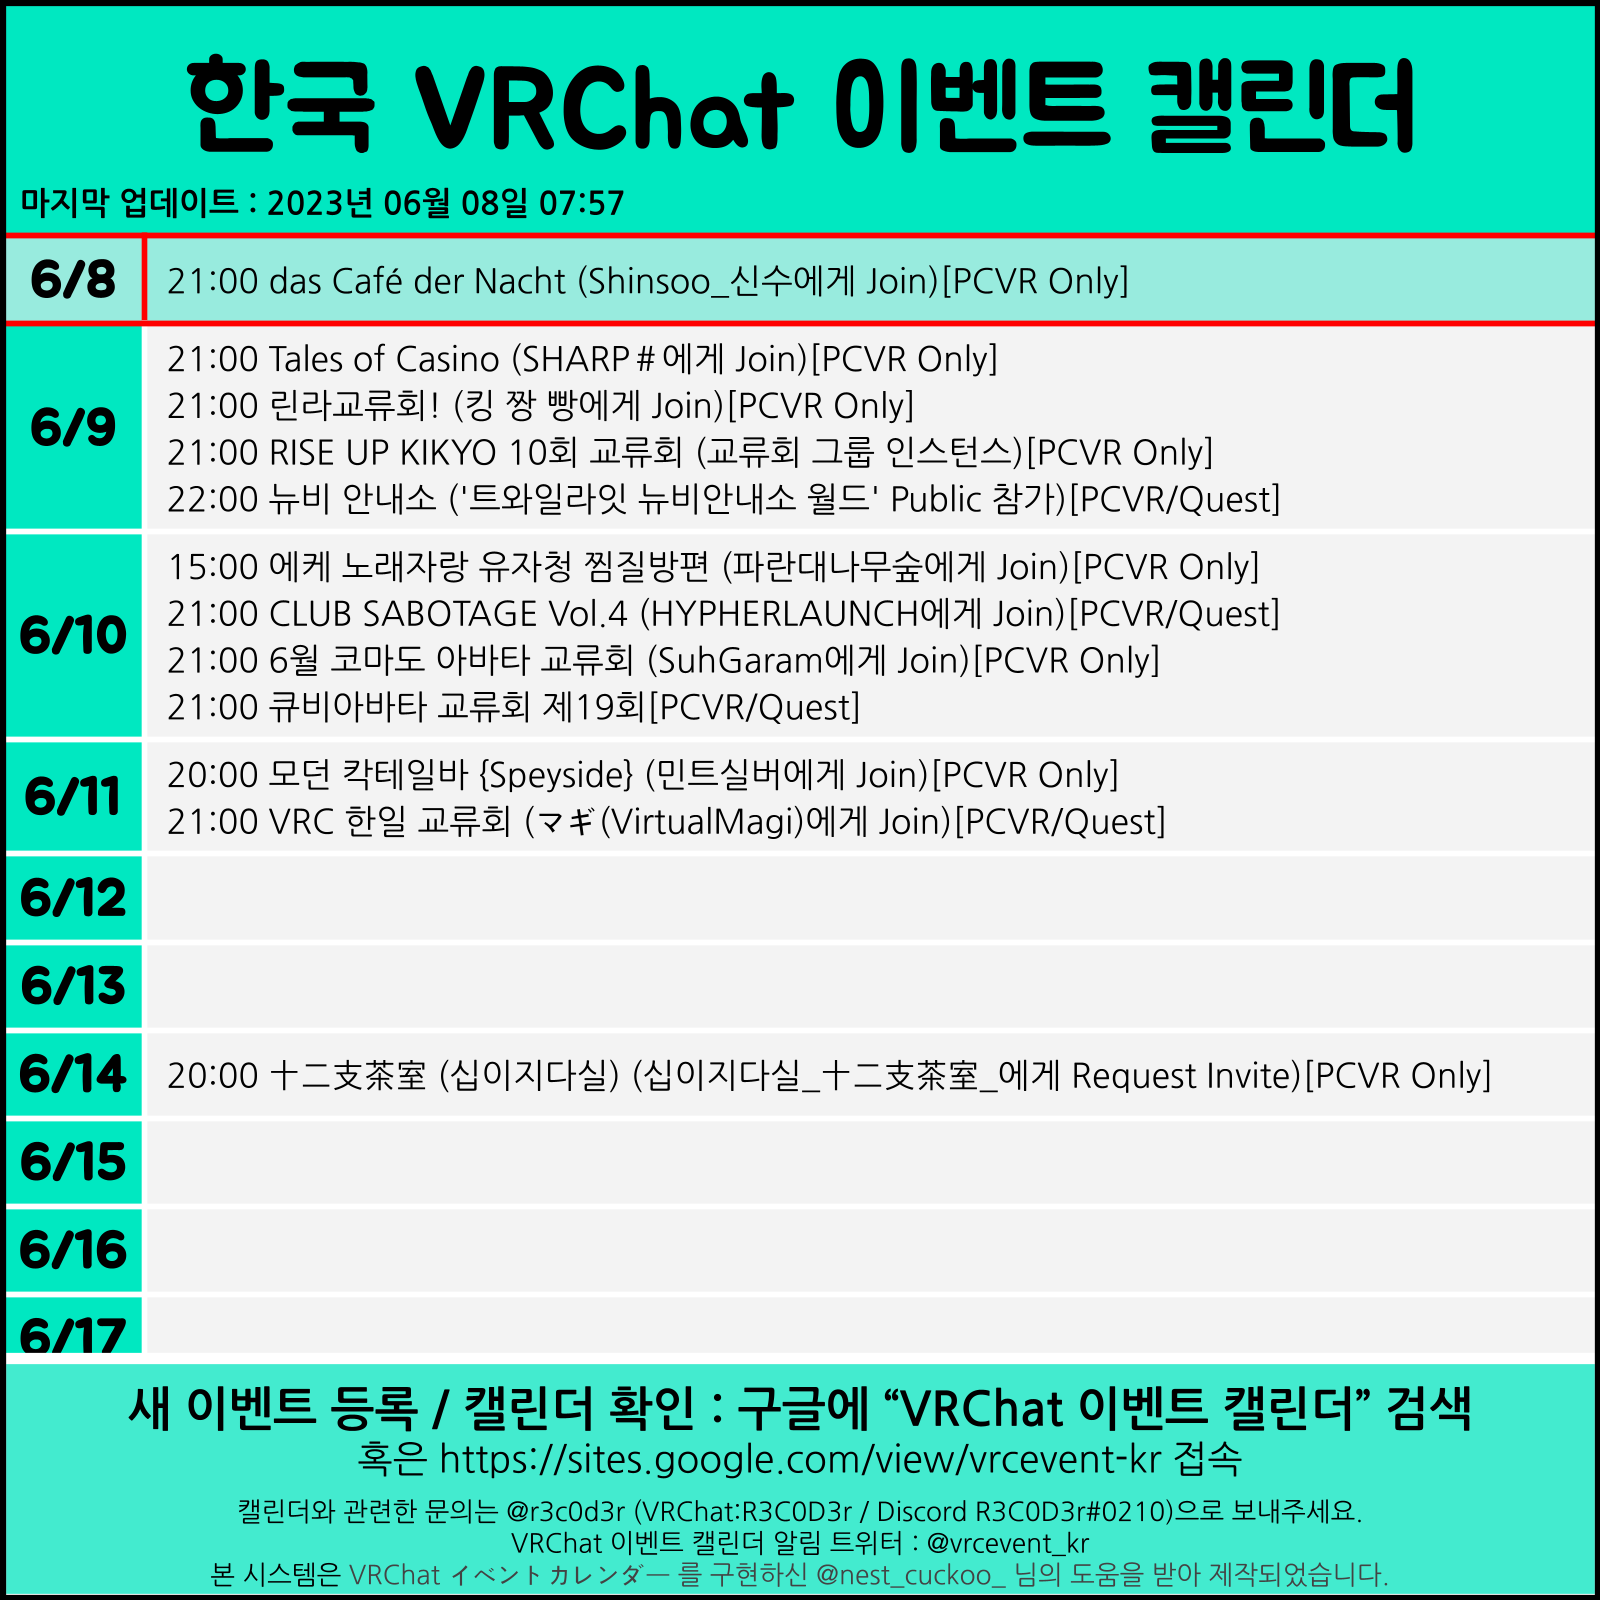 한국 VRChat 이벤트 캘린더
마지막 업데이트 : 2023년 06월 08일 07:57
6/8
21:00 das Café der Nacht (Shinsoo_신수에게 Join)[PCVR Only]
6/9
21:00 Tales of Casino (SHARP＃에게 Join)[PCVR Only]
21:00 린라교류회! (킹 짱 빵에게 Join)[PCVR Only]
21:00 RISE UP KIKYO 10회 교류회 (교류회 그룹 인스턴스)[PCVR Only]
22:00 뉴비 안내소 ('트와일라잇 뉴비안내소 월드' Public 참가)[PCVR/Quest]
6/10
15:00 에케 노래자랑 유자청 찜질방편 (파란대나무숲에게 Join)[PCVR Only]
21:00 CLUB SABOTAGE Vol.4 (HYPHERLAUNCH에게 Join)[PCVR/Quest]
21:00 6월 코마도 아바타 교류회 (SuhGaram에게 Join)[PCVR Only]
21:00 큐비아바타 교류회 제19회[PCVR/Quest]
6/11
20:00 모던 칵테일바 {Speyside} (민트실버에게 Join)[PCVR Only]
21:00 VRC 한일 교류회 (マギ(VirtualMagi)에게 Join)[PCVR/Quest]
6/12
6/13
6/14
20:00 十二支茶室 (십이지다실) (십이지다실_十二支茶室_에게 Request Invite)[PCVR Only]
6/15
6/16
6/17
새 이벤트 등록 / 캘린더 확인 : 구글에 “VRChat 이벤트 캘린더” 검색
혹은 https://sites.google.com/view/vrcevent-kr 접속
캘린더와 관련한 문의는 @r3c0d3r (VRChat:R3C0D3r / Discord R3C0D3r#0210)으로 보내주세요.
VRChat 이벤트 캘린더 알림 트위터 : @vrcevent_kr
본 시스템은 VRChat イベントカレンダー 를 구현하신 @nest_cuckoo_ 님의 도움을 받아 제작되었습니다.